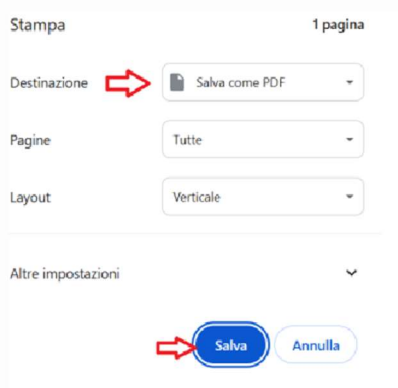 Stampa 1 pagina
Destinazione Salva come PDF
Pagine Tutte
Layout Verticale
Altre impostazioni
Salva Annulla